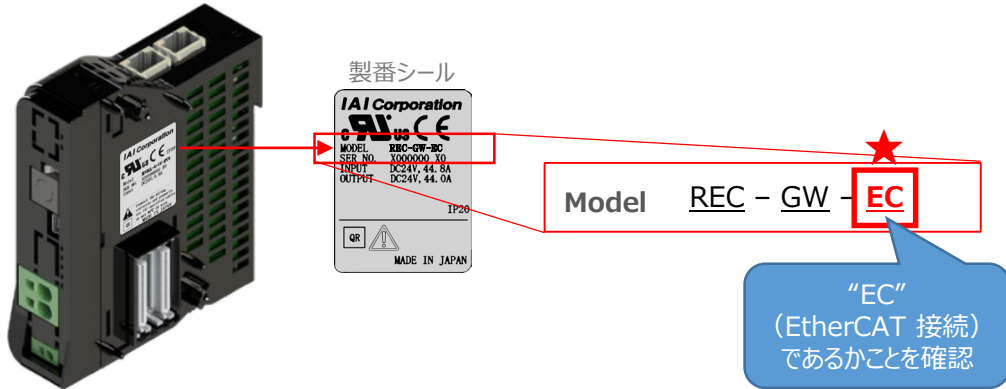 製番シール
IAI Corporation
c RU us CE
MODEL REC-GW-EC
SER NO. X000000 X0
INPUT DC24V, 44.8A
OUTPUT DC24V, 44.0A
IP20
QR
MADE IN JAPAN
Model REC – GW – EC
“EC”
（EtherCAT 接続）
であるかことを確認
IAI Corporation